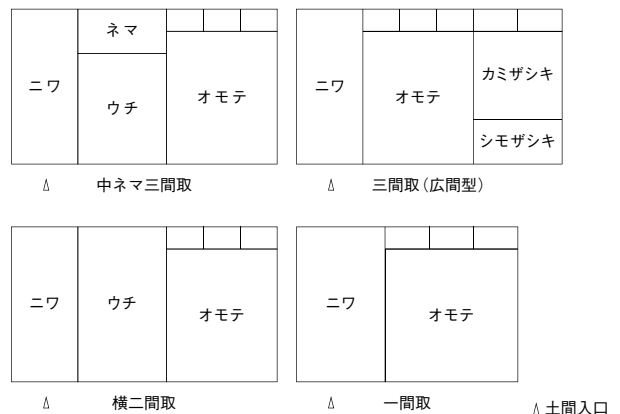 ネマ
ニワ
ウチ
オモテ
△
中ネマ三間取
ニワ
オモテ
カミザシキ
シモザシキ
△
三間取（広間型）
ニワ
ウチ
オモテ
△
横二間取
ニワ
オモテ
△
一間取
△ 土間入口